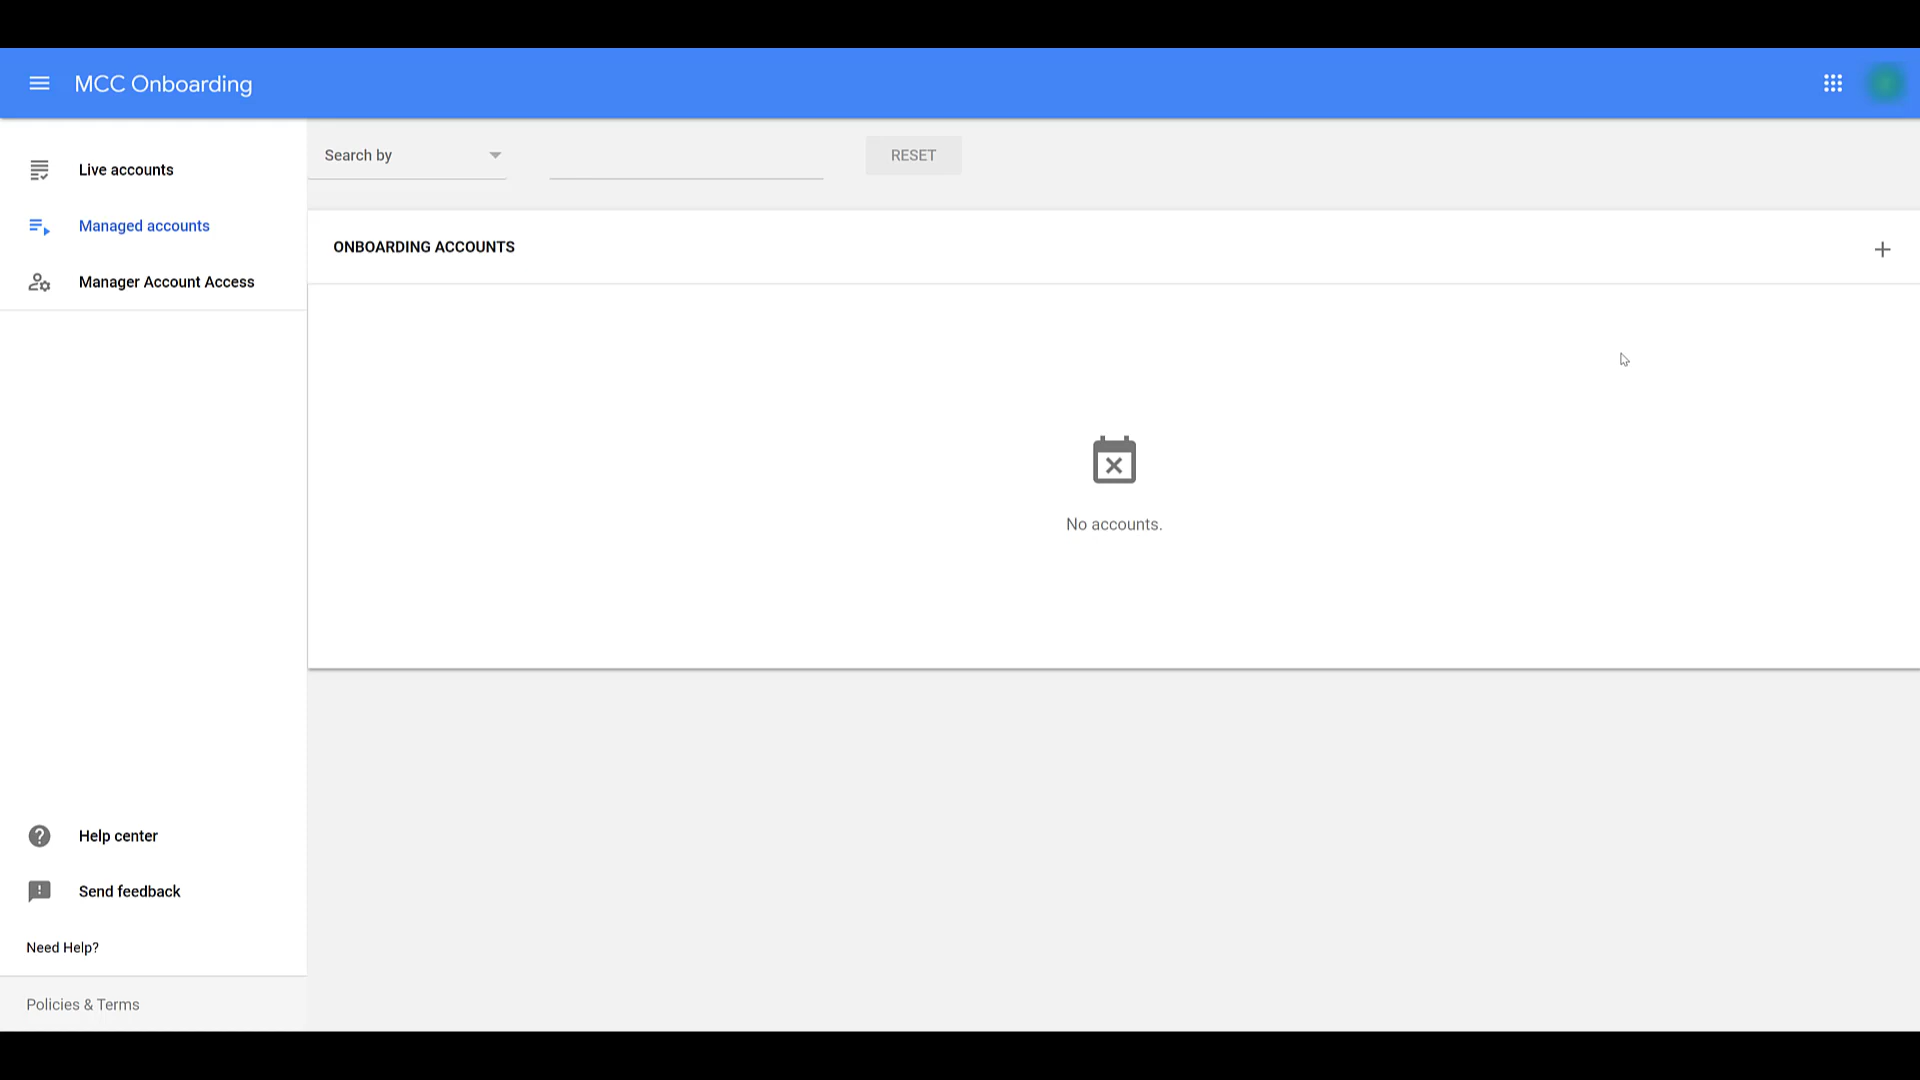 MCC Onboarding
Live accounts
Managed accounts
Manager Account Access
Search by
RESET
ONBOARDING ACCOUNTS
No accounts.
Help center
Send feedback
Need Help?
Policies & Terms